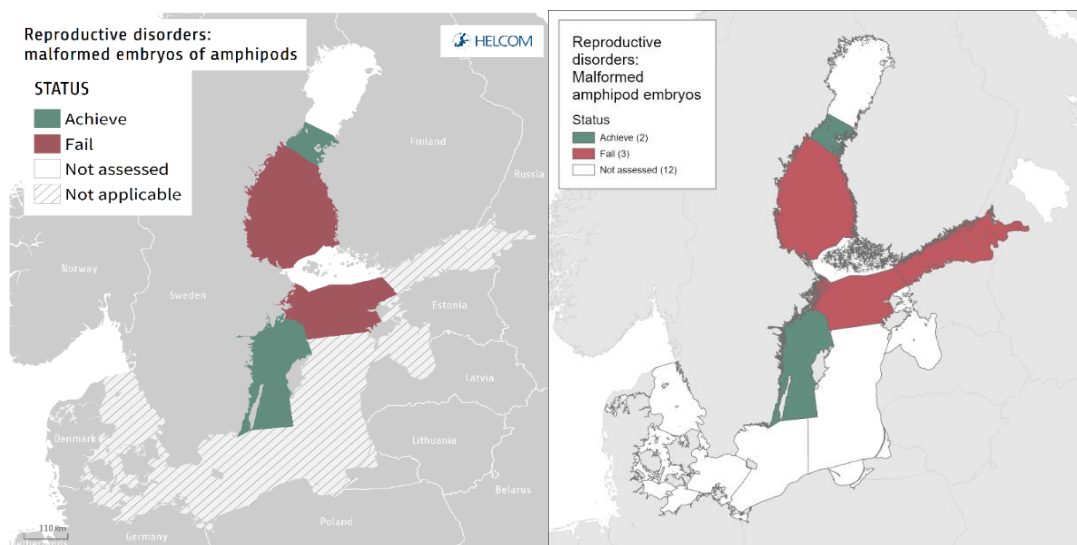 Reproductive disorders:
malformed embryos of amphipods
STATUS
Achieve
Fail
Not assessed
Not applicable
HELCOM
Finland
Russia
Norway
Sweden
Estonia
Latvia
Denmark
Lithuania
Belarus
Poland
Germany
110 km
Reproductive
disorders:
Malformed
amphipod embryos
Status
Achieve (2)
Fail (3)
Not assessed (12)